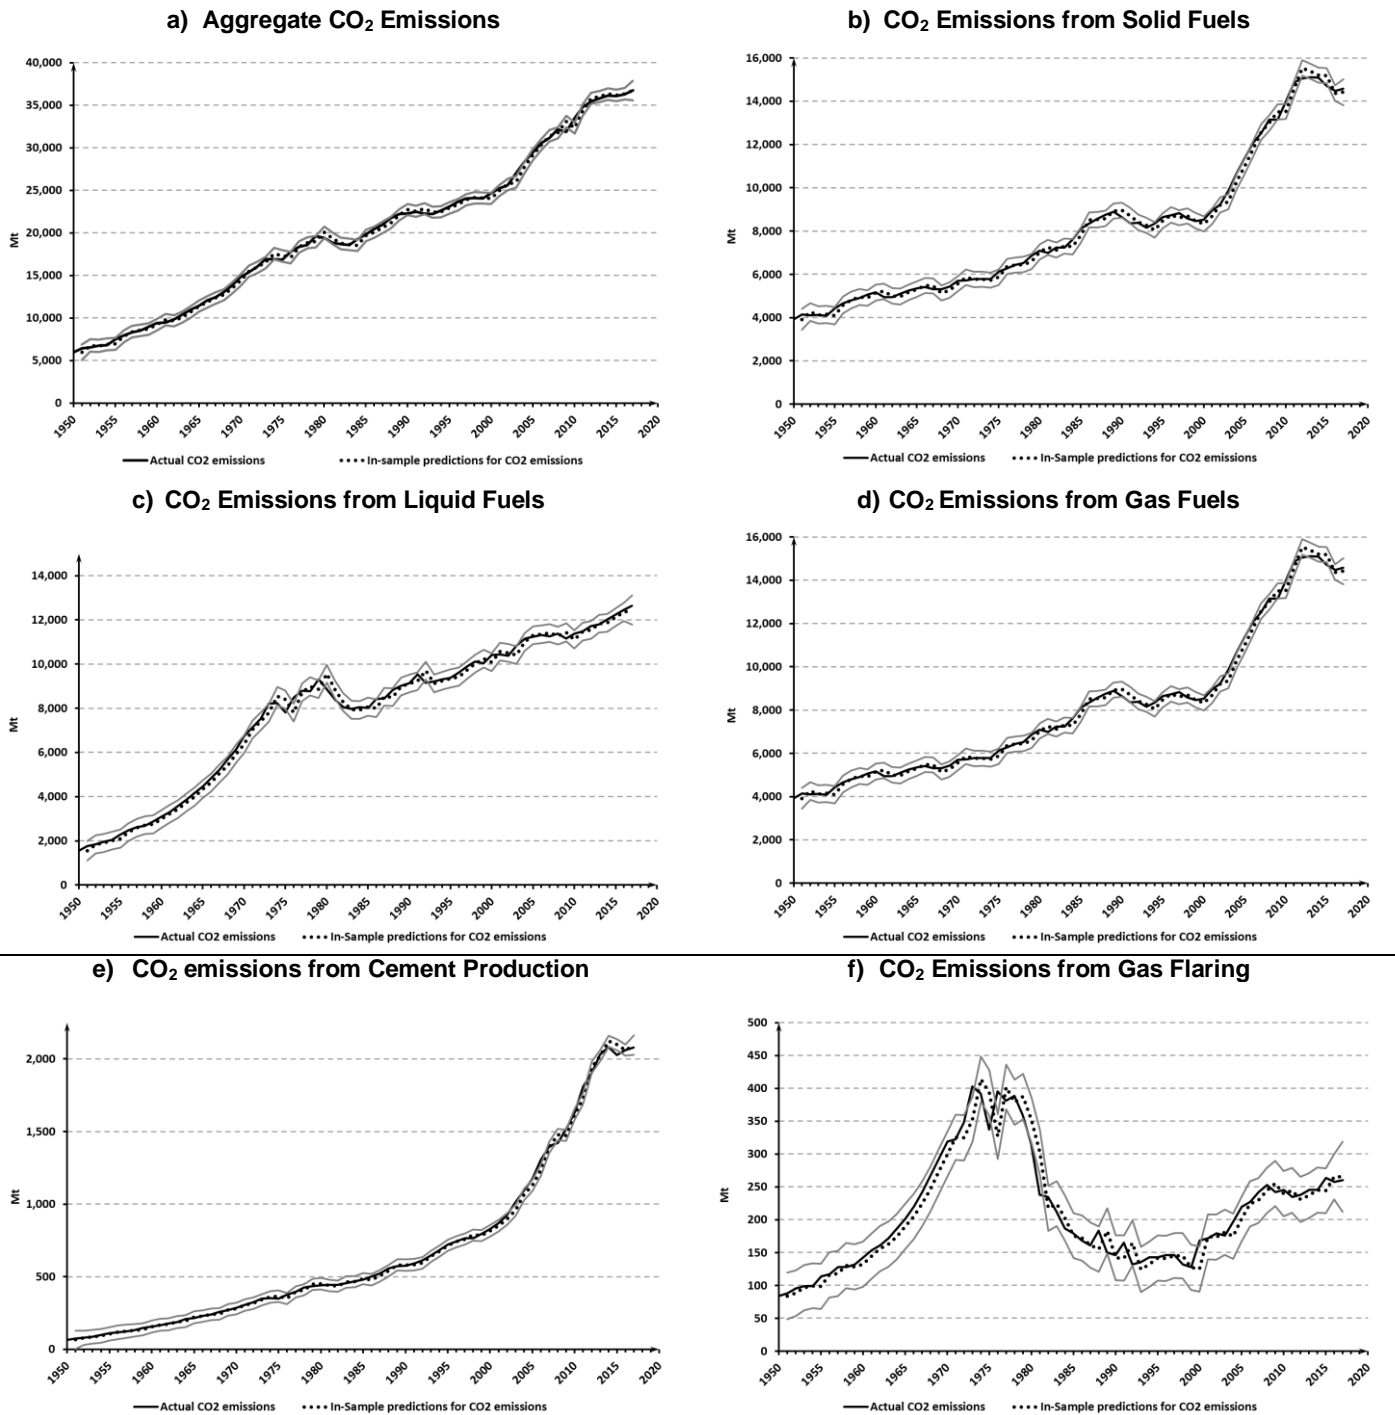 a) Aggregate CO₂ Emissions
40,000
35,000
30,000
25,000
20,000
15,000
10,000
5,000
0
Mt
1950 1955 1960 1965 1970 1975 1980 1985 1990 1995 2000 2005 2010 2015 2020
Actual CO2 emissions In-sample predictions for CO2 emissions
b) CO₂ Emissions from Solid Fuels
16,000
14,000
12,000
10,000
8,000
6,000
4,000
2,000
0
Mt
1950 1955 1960 1965 1970 1975 1980 1985 1990 1995 2000 2005 2010 2015 2020
Actual CO2 emissions In-Sample predictions for CO2 emissions
c) CO₂ Emissions from Liquid Fuels
14,000
12,000
10,000
8,000
6,000
4,000
2,000
0
Mt
1950 1955 1960 1965 1970 1975 1980 1985 1990 1995 2000 2005 2010 2015 2020
Actual CO2 emissions In-Sample predictions for CO2 emissions
d) CO₂ Emissions from Gas Fuels
16,000
14,000
12,000
10,000
8,000
6,000
4,000
2,000
0
Mt
1950 1955 1960 1965 1970 1975 1980 1985 1990 1995 2000 2005 2010 2015 2020
Actual CO2 emissions In-Sample predictions for CO2 emissions
e) CO₂ emissions from Cement Production
2,000
1,500
1,000
500
0
Mt
1950 1955 1960 1965 1970 1975 1980 1985 1990 1995 2000 2005 2010 2015 2020
Actual CO2 emissions In-Sample predictions for CO2 emissions
f) CO₂ Emissions from Gas Flaring
500
450
400
350
300
250
200
150
100
50
0
Mt
1950 1955 1960 1965 1970 1975 1980 1985 1990 1995 2000 2005 2010 2015 2020
Actual CO2 emissions In-Sample predictions for CO2 emissions